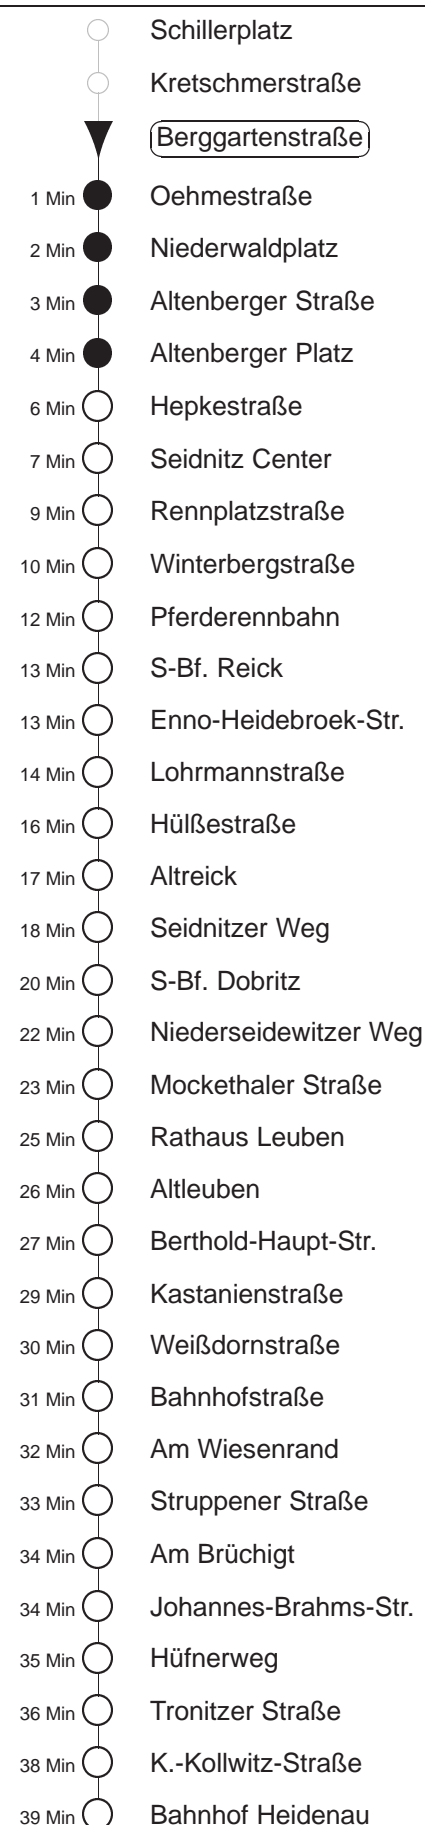 Schillerplatz
Kretschmerstraße
Berggartenstraße
1 Min Oehmestraße
2 Min Niederwaldplatz
3 Min Altenberger Straße
4 Min Altenberger Platz
6 Min Hepkestraße
7 Min Seidnitz Center
9 Min Rennplatzstraße
10 Min Winterbergstraße
12 Min Pferderennbahn
13 Min S-Bf. Reick
13 Min Enno-Heidebroek-Str.
14 Min Lohrmannstraße
16 Min Hülßestraße
17 Min Altreick
18 Min Seidnitzer Weg
20 Min S-Bf. Dobritz
22 Min Niederseidewitzer Weg
23 Min Mockethaler Straße
25 Min Rathaus Leuben
26 Min Altleuben
27 Min Berthold-Haupt-Str.
29 Min Kastanienstraße
30 Min Weißdornstraße
31 Min Bahnhofstraße
32 Min Am Wiesenrand
33 Min Struppener Straße
34 Min Am Brüchigt
34 Min Johannes-Brahms-Str.
35 Min Hüfnerweg
36 Min Tronitzer Straße
38 Min K.-Kollwitz-Straße
39 Min Bahnhof Heidenau